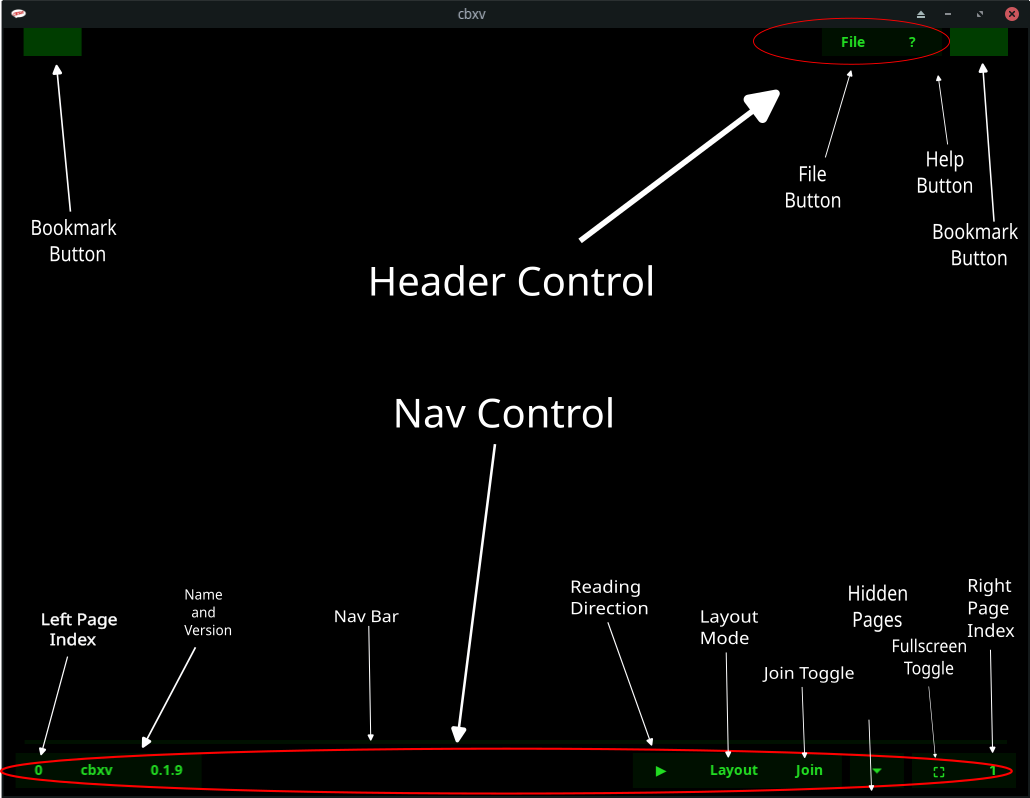 cbxv
File ?
File
Button
Help
Button
Bookmark
Button
Bookmark
Button
Header Control
Nav Control
Left Page
Index
Name
and
Version
Nav Bar
Reading
Direction
Layout
Mode
Join Toggle
Hidden
Pages
Fullscreen
Toggle
Right
Page
Index
0 cbxv 0.1.9 Layout Join 1